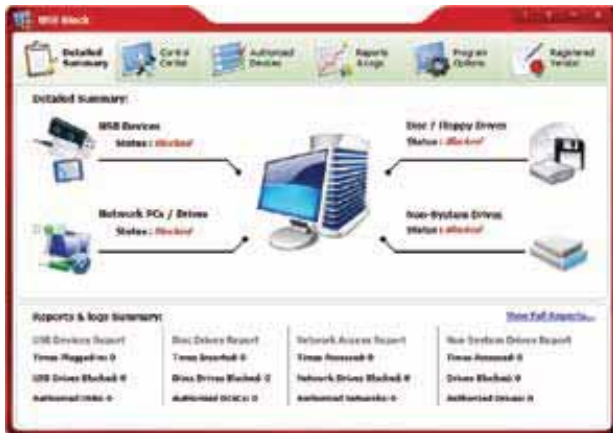 USB Block
Detailed Summary
Control Center
Authorized Devices
Reports & Logs
Program Options
Registered Version
Detailed Summary:
USB Devices
Status : Blocked
Disc / Floppy Drives
Status : Blocked
Network PCs / Drives
Status : Blocked
Non-System Drives
Status : Blocked
Reports & logs Summary:
View Full Reports...
USB Devices Report
Disc Drives Report
Network Access Report
Non System Drives Report
Times Plugged-in: 0
Times Inserted: 0
Times Accessed: 0
Times Accessed: 0
USB Drives Blocked: 0
Discs Drives Blocked: 0
Network Drives Blocked: 0
Drives Blocked: 0
Authorized USBs: 0
Authorized DISCs: 0
Authorized Networks: 0
Authorized Drives: 0